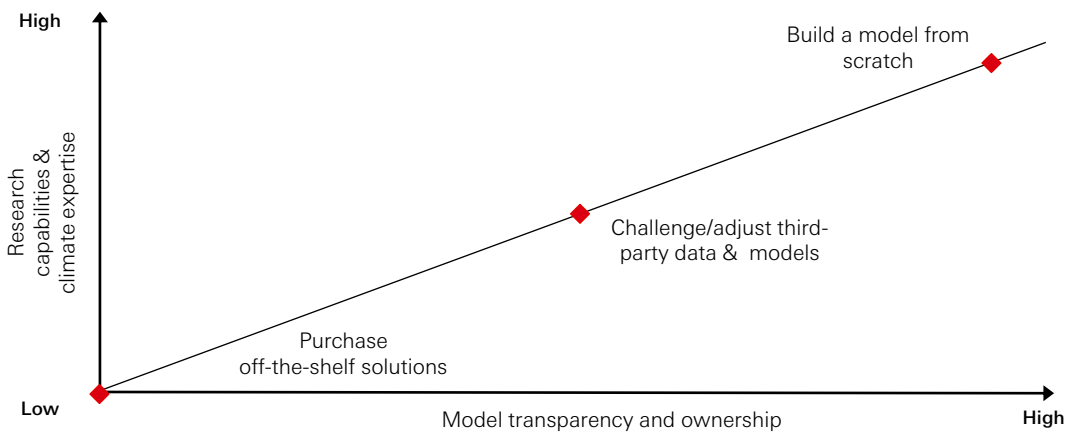 High
Build a model from
scratch
Research
capabilities &
climate expertise
Challenge/adjust third-
party data & models
Purchase
off-the-shelf solutions
Low
Model transparency and ownership
High